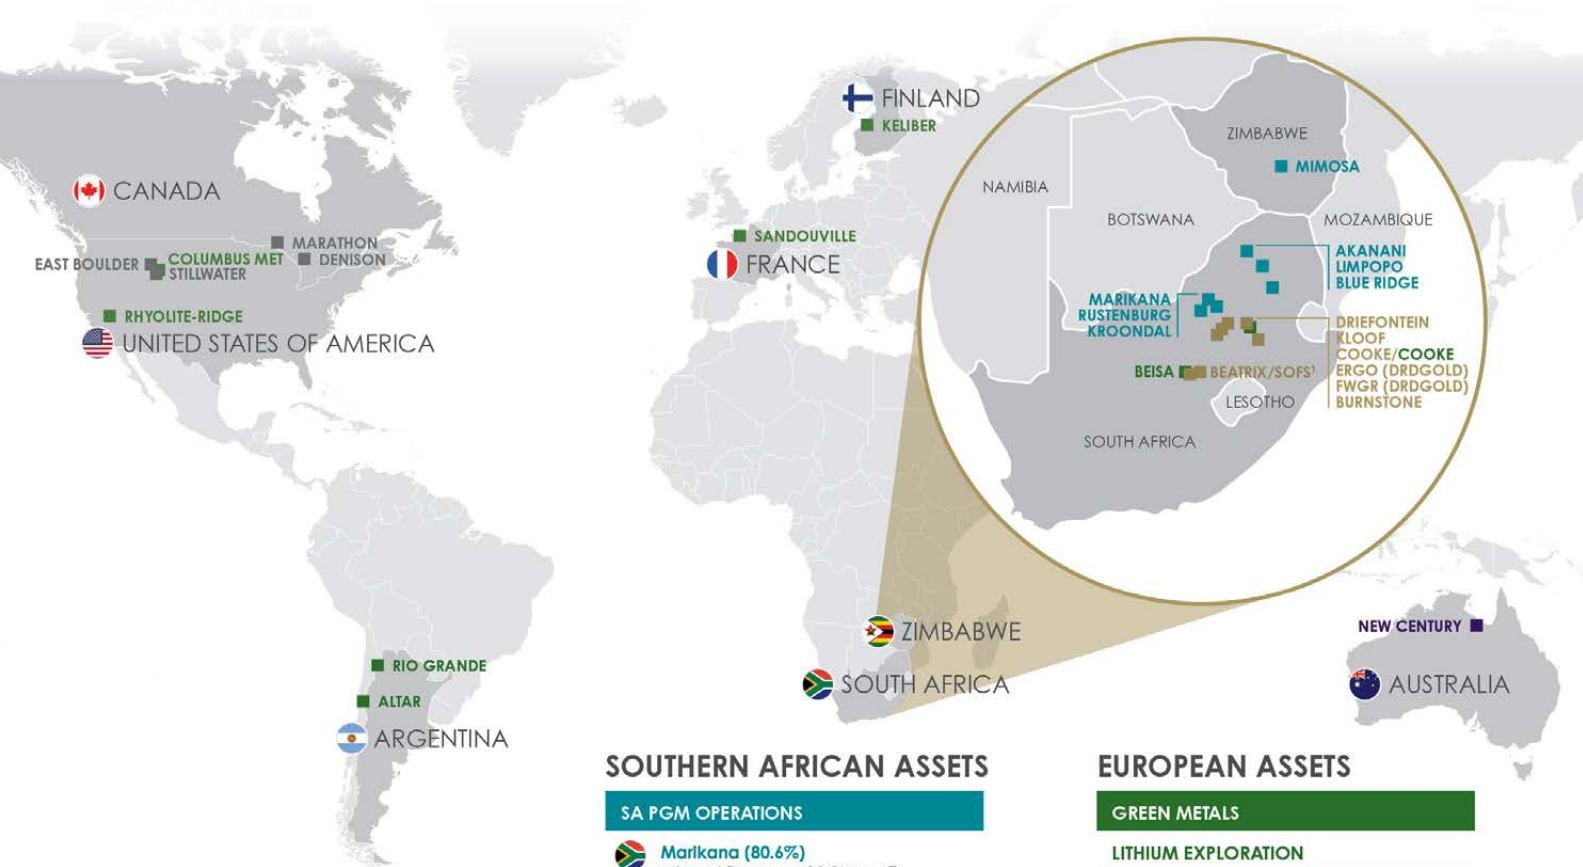 FINLAND
KELIBER
CANADA
MARATHON
DENISON
EAST BOULDER
COLUMBUS MET
STILLWATER
RHYOLITE-RIDGE
UNITED STATES OF AMERICA
SANDOUVILLE
FRANCE
ZIMBABWE
MIMOSA
NAMIBIA
BOTSWANA
MOZAMBIQUE
AKANANI
LIMPOPO
BLUE RIDGE
MARIKANA
RUSTENBURG
KROONDAL
DRIEFONTEIN
KLOOF
COOKE/COOKE
ERGO (DRDGOLD)
FWGR (DRDGOLD)
BURNSTONE
BEISA
BEATRIX/SOFS¹
LESOTHO
SOUTH AFRICA
ZIMBABWE
SOUTH AFRICA
NEW CENTURY
AUSTRALIA
RIO GRANDE
ALTAR
ARGENTINA
SOUTHERN AFRICAN ASSETS
SA PGM OPERATIONS
Marikana (80.6%)
EUROPEAN ASSETS
GREEN METALS
LITHIUM EXPLORATION